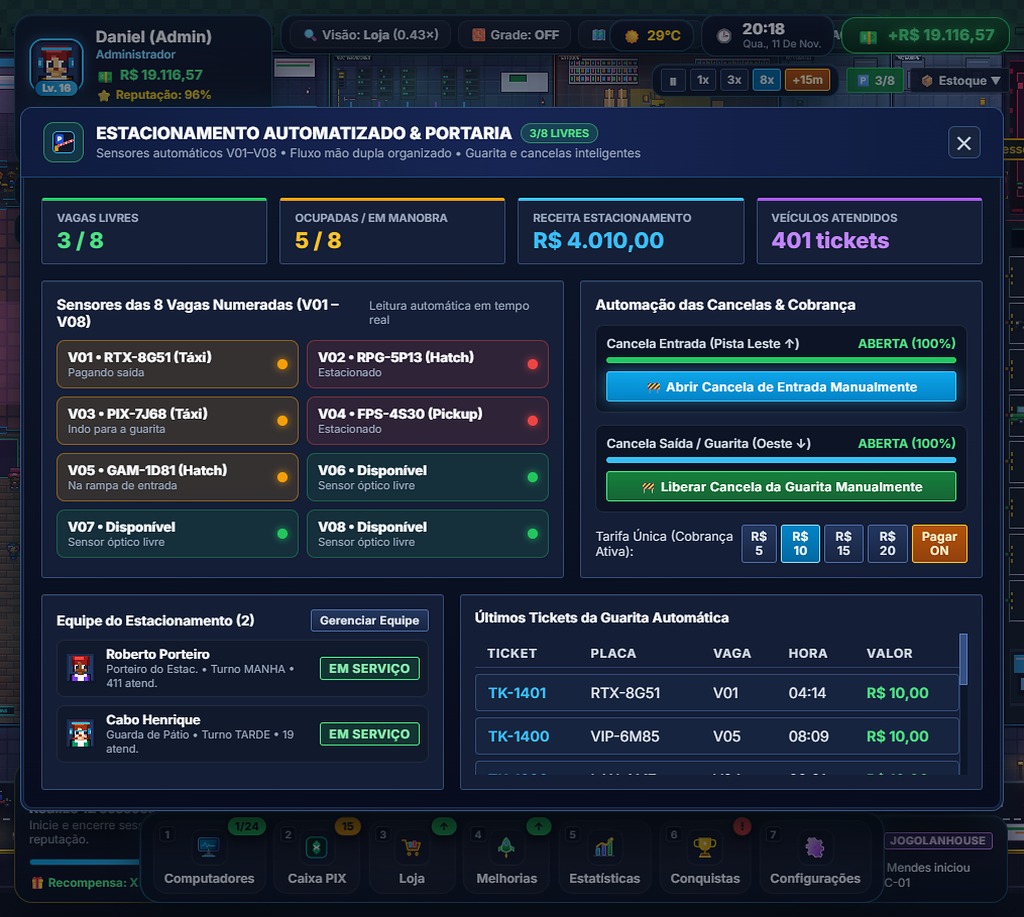 Daniel (Admin)
Administrador
R$ 19.116,57
Reputação: 96%
Lv. 16
Visão: Loja (0.43×)
Grade: OFF
29°C
20:18
Qua., 11 De Nov.
+R$ 19.116,57
1x
3x
8x
+15m
P 3/8
Estoque ▼
ESTACIONAMENTO AUTOMATIZADO & PORTARIA
3/8 LIVRES
Sensores automáticos V01–V08 • Fluxo mão dupla organizado • Guarita e cancelas inteligentes
VAGAS LIVRES
3 / 8
OCUPADAS / EM MANOBRA
5 / 8
RECEITA ESTACIONAMENTO
R$ 4.010,00
VEÍCULOS ATENDIDOS
401 tickets
Sensores das 8 Vagas Numeradas (V01 –
V08)
Leitura automática em tempo
real
V01 • RTX-8G51 (Táxi)
Pagando saída
V02 • RPG-5P13 (Hatch)
Estacionado
V03 • PIX-7J68 (Táxi)
Indo para a guarita
V04 • FPS-4S30 (Pickup)
Estacionado
V05 • GAM-1D81 (Hatch)
Na rampa de entrada
V06 • Disponível
Sensor óptico livre
V07 • Disponível
Sensor óptico livre
V08 • Disponível
Sensor óptico livre
Automação das Cancelas & Cobrança
Cancela Entrada (Pista Leste ↑)
ABERTA (100%)
Abrir Cancela de Entrada Manualmente
Cancela Saída / Guarita (Oeste ↓)
ABERTA (100%)
Liberar Cancela da Guarita Manualmente
Tarifa Única (Cobrança
Ativa):
R$
5
R$
10
R$
15
R$
20
Pagar
ON
Equipe do Estacionamento (2)
Gerenciar Equipe
Roberto Porteiro
Porteiro do Estac. • Turno MANHA •
411 atend.
EM SERVIÇO
Cabo Henrique
Guarda de Pátio • Turno TARDE • 19
atend.
EM SERVIÇO
Últimos Tickets da Guarita Automática
TICKET PLACA VAGA HORA VALOR
TK-1401 RTX-8G51 V01 04:14 R$ 10,00
TK-1400 VIP-6M85 V05 08:09 R$ 10,00
Inicie e encerre
reputação.
Recompensa: X
1 1/24
Computadores
2 15
Caixa PIX
3 ↑
Loja
4 ↑
Melhorias
5
Estatísticas
6 !
Conquistas
7
Configurações
JOGOLANHOUSE
Mendes iniciou
C-01